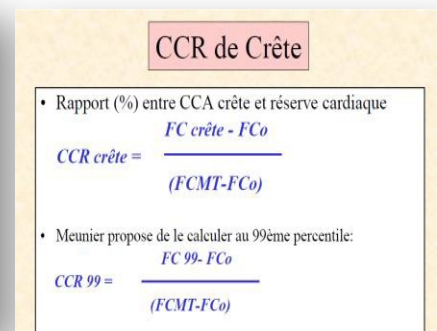 CCR de Crête
• Rapport (%) entre CCA crête et réserve cardiaque
FC crête - FCo
CCR crête =
(FCMT-FCo)
• Meunier propose de le calculer au 99ème percentile:
FC 99- FCo
CCR 99 =
(FCMT-FCo)